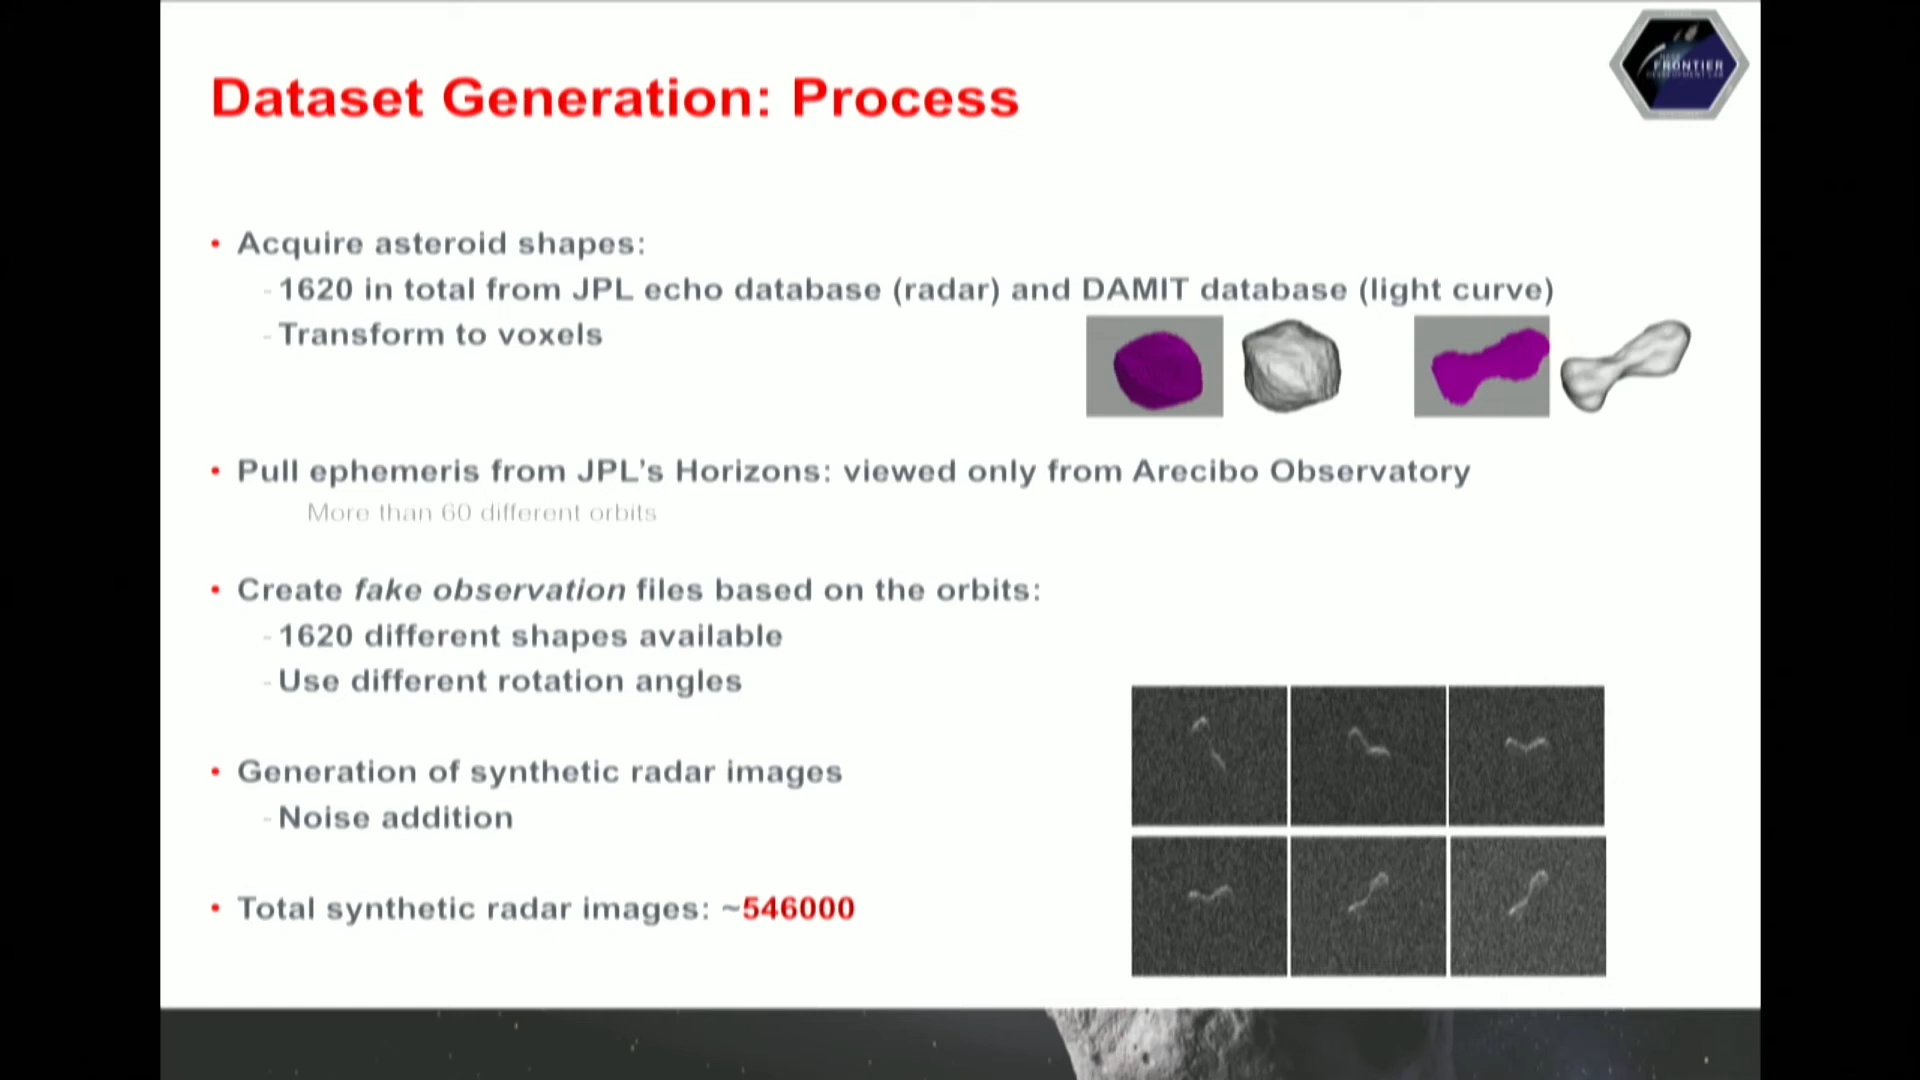 FRONTIER
DEVELOPMENT LAB
Dataset Generation: Process
• Acquire asteroid shapes:
- 1620 in total from JPL echo database (radar) and DAMIT database (light curve)
- Transform to voxels
• Pull ephemeris from JPL's Horizons: viewed only from Arecibo Observatory
More than 60 different orbits
• Create fake observation files based on the orbits:
- 1620 different shapes available
- Use different rotation angles
• Generation of synthetic radar images
- Noise addition
• Total synthetic radar images: ~546000